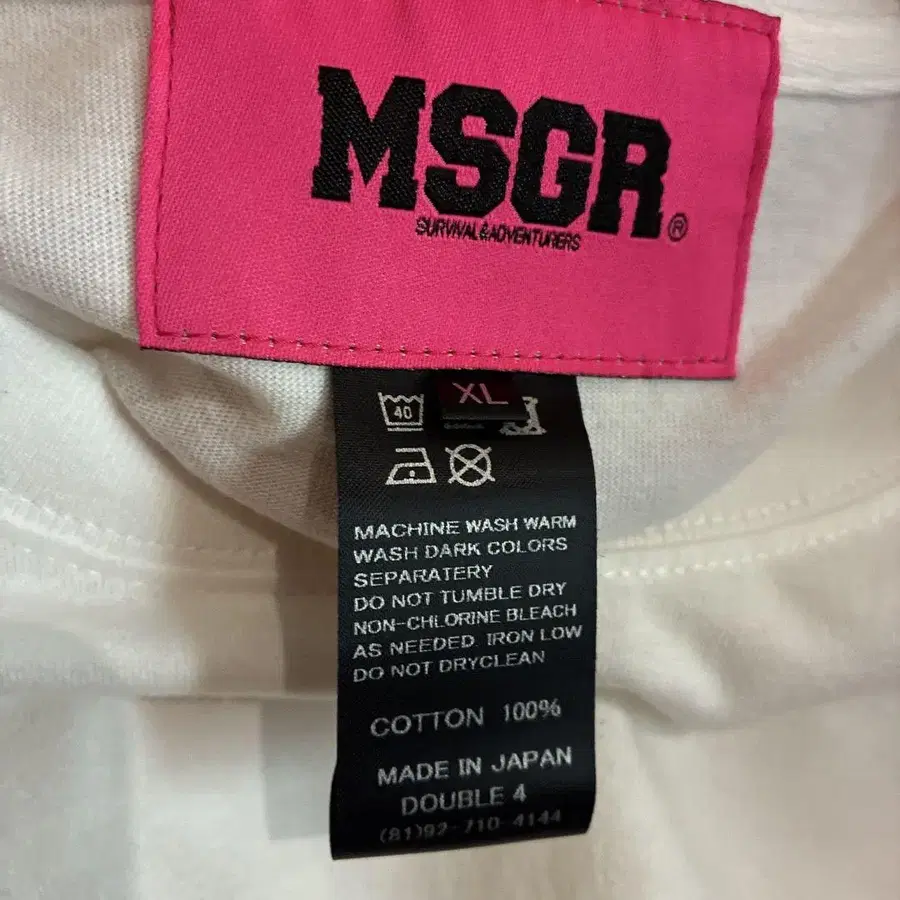 MSGR®
SURVIVAL&ADVENTURERS
XL
40
MACHINE WASH WARM
WASH DARK COLORS
SEPARATERY
DO NOT TUMBLE DRY
NON-CHLORINE BLEACH
AS NEEDED. IRON LOW
DO NOT DRYCLEAN
COTTON 100%
MADE IN JAPAN
DOUBLE 4
(81)92-710-4144